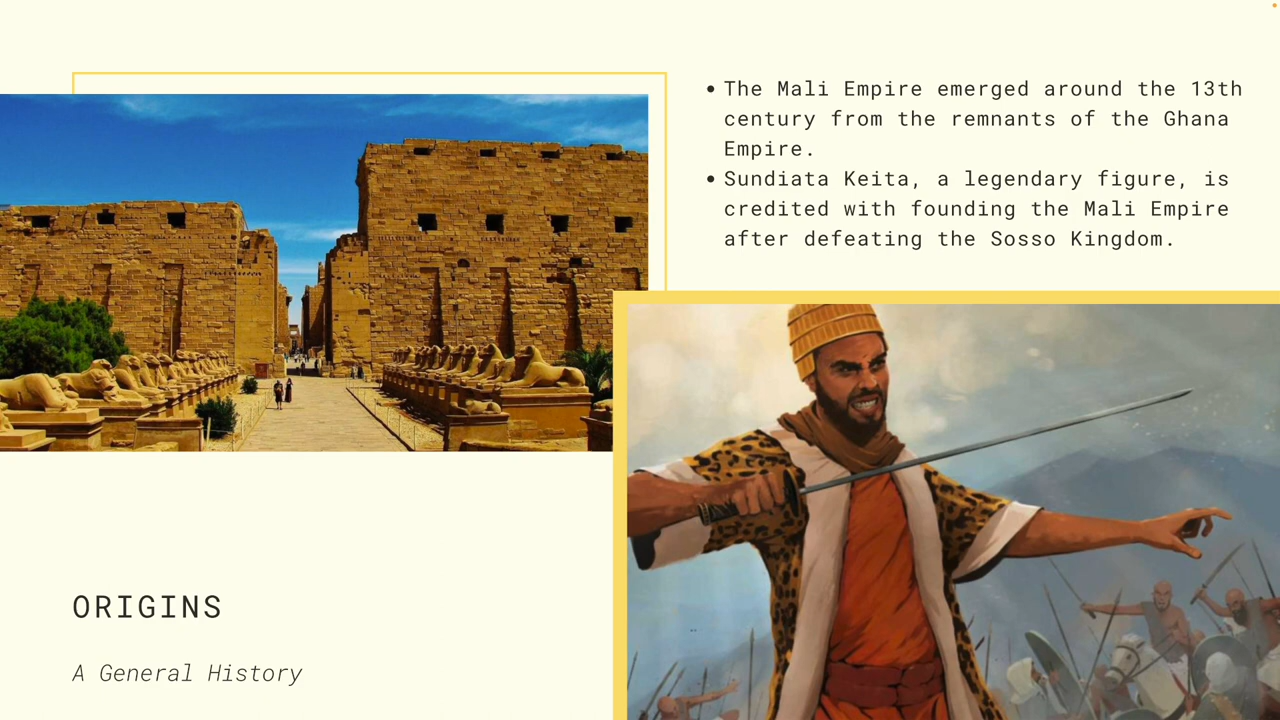 • The Mali Empire emerged around the 13th
century from the remnants of the Ghana
Empire.
• Sundiata Keita, a legendary figure, is
credited with founding the Mali Empire
after defeating the Sosso Kingdom.
ORIGINS
A General History